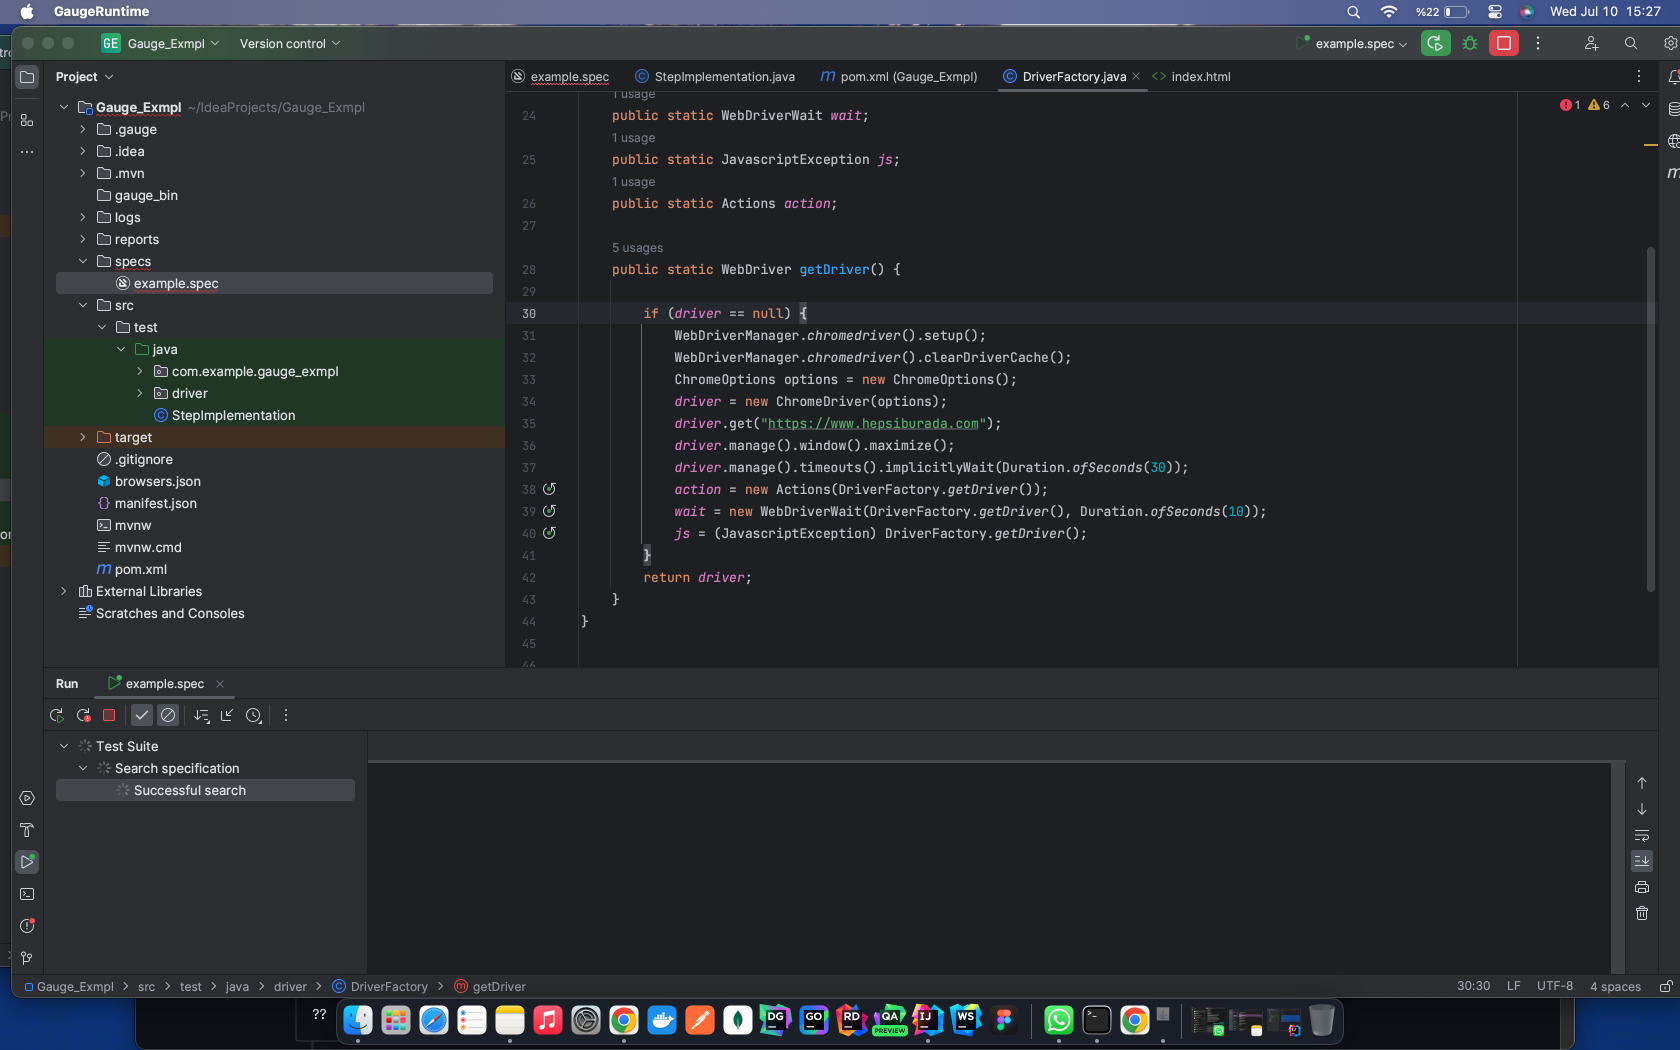 GaugeRuntime
%22
Wed Jul 10 15:27
GE Gauge_Exmpl
Version control
example.spec
Project
example.spec
StepImplementation.java
m pom.xml (Gauge_Exmpl)
DriverFactory.java
index.html
Gauge_Exmpl ~/IdeaProjects/Gauge_Exmpl
.gauge
.idea
.mvn
gauge_bin
logs
reports
specs
example.spec
src
test
java
com.example.gauge_exmpl
driver
StepImplementation
target
.gitignore
browsers.json
manifest.json
mvnw
mvnw.cmd
m pom.xml
External Libraries
Scratches and Consoles
1 6
1 usage
24 public static WebDriverWait wait;
1 usage
25 public static JavascriptException js;
1 usage
26 public static Actions action;
27
5 usages
28 public static WebDriver getDriver() {
29
30 if (driver == null) {
31 WebDriverManager.chromedriver().setup();
32 WebDriverManager.chromedriver().clearDriverCache();
33 ChromeOptions options = new ChromeOptions();
34 driver = new ChromeDriver(options);
35 driver.get("https://www.hepsiburada.com");
36 driver.manage().window().maximize();
37 driver.manage().timeouts().implicitlyWait(Duration.ofSeconds(30));
38 action = new Actions(DriverFactory.getDriver());
39 wait = new WebDriverWait(DriverFactory.getDriver(), Duration.ofSeconds(10));
40 js = (JavascriptException) DriverFactory.getDriver();
41 }
42 return driver;
43 }
44 }
45
46
Run
example.spec
Test Suite
Search specification
Successful search
Gauge_Exmpl > src > test > java > driver > DriverFactory > getDriver
30:30 LF UTF-8 4 spaces
??
DG
GO
RD
QA
PREVIEW
IJ
WS